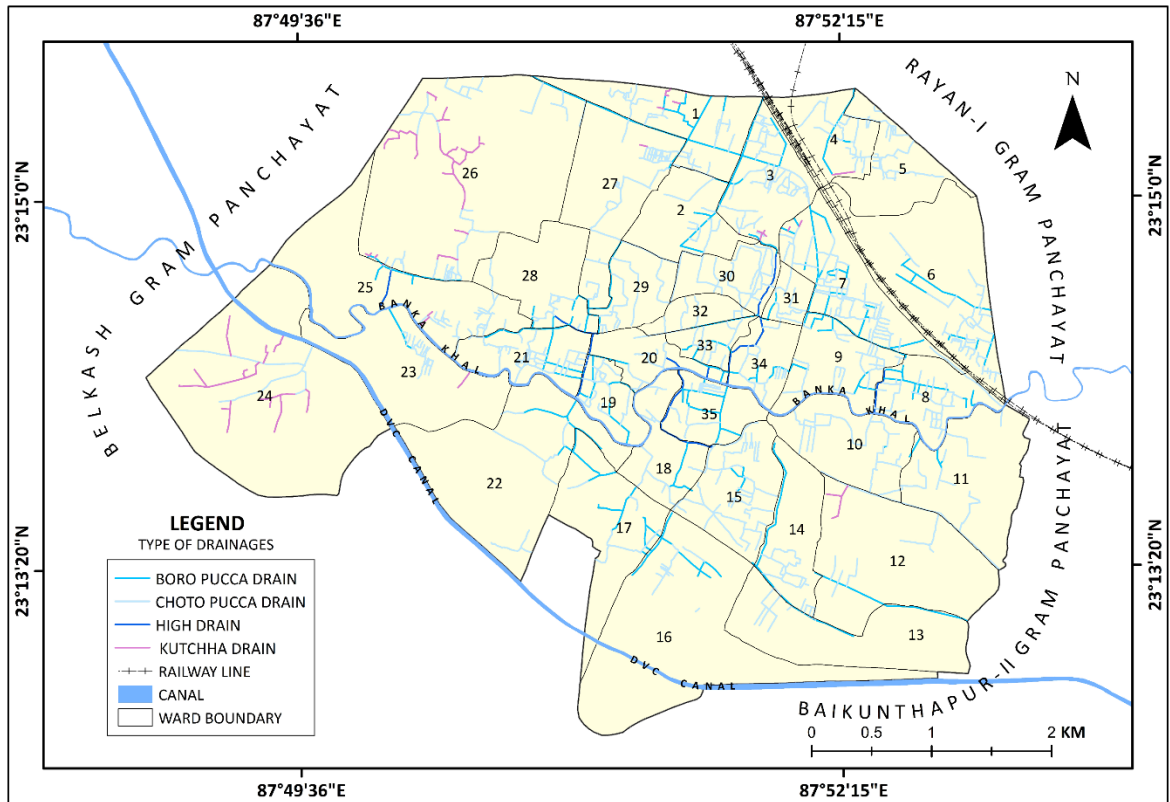 87°49'36"E
87°52'15"E
23°15'0"N
23°15'0"N
23°13'20"N
23°13'20"N
87°49'36"E
87°52'15"E
BELKASH GRAM PANCHAYAT
RAYAN-I GRAM PANCHAYAT
BAIKUNTHAPUR-II GRAM PANCHAYAT
N
1
4
3
5
26
27
2
6
28
25
29
30
31
7
32
BANKA KHAL
33
20
21
34
9
23
24
19
35
BANKA KHAL
8
10
DVC CANAL
22
18
15
11
17
14
12
16
13
DVC CANAL
LEGEND
TYPE OF DRAINAGES
BORO PUCCA DRAIN
CHOTO PUCCA DRAIN
HIGH DRAIN
KUTCHHA DRAIN
RAILWAY LINE
CANAL
WARD BOUNDARY
0 0.5 1 2 KM